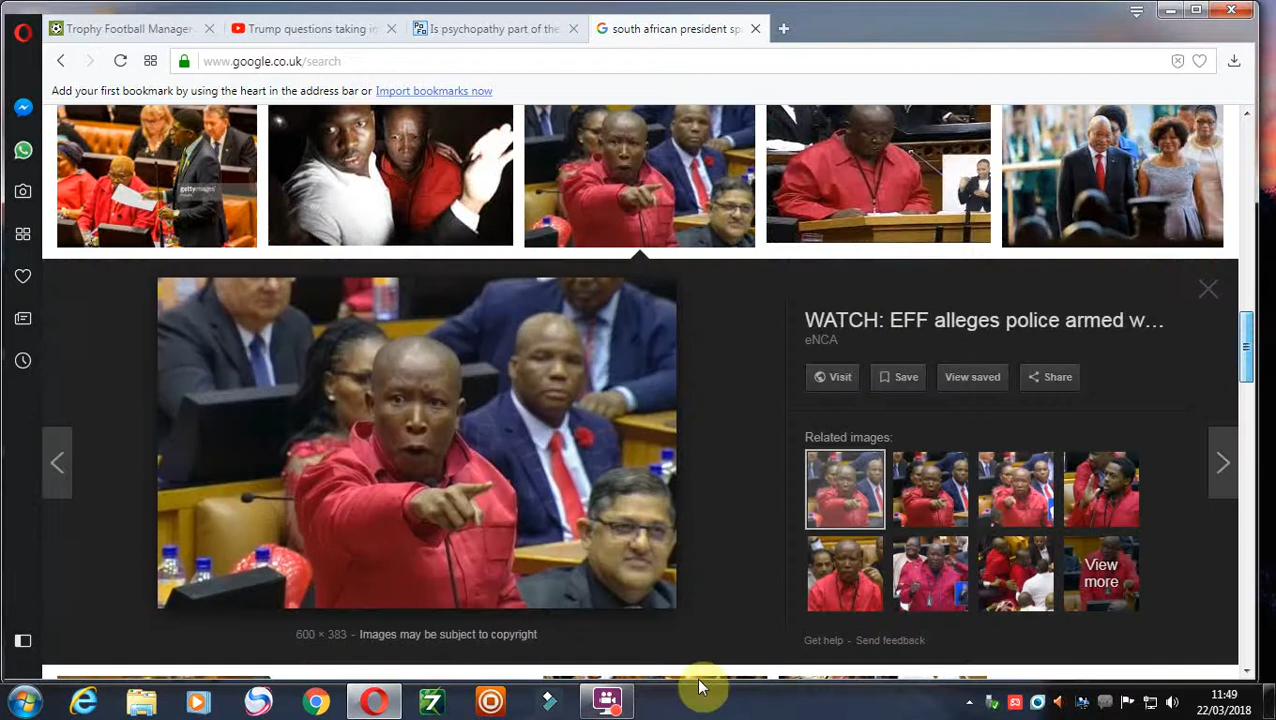 Trophy Football Manager
Trump questions taking i
Is psychopathy part of the
south african president sp
www.google.co.uk/search
Add your first bookmark by using the heart in the address bar or Import bookmarks now
gettyimages
WATCH: EFF alleges police armed w...
eNCA
Visit
Save
View saved
Share
Related images:
View
more
600 × 383 - Images may be subject to copyright
Get help - Send feedback
11:49
22/03/2018